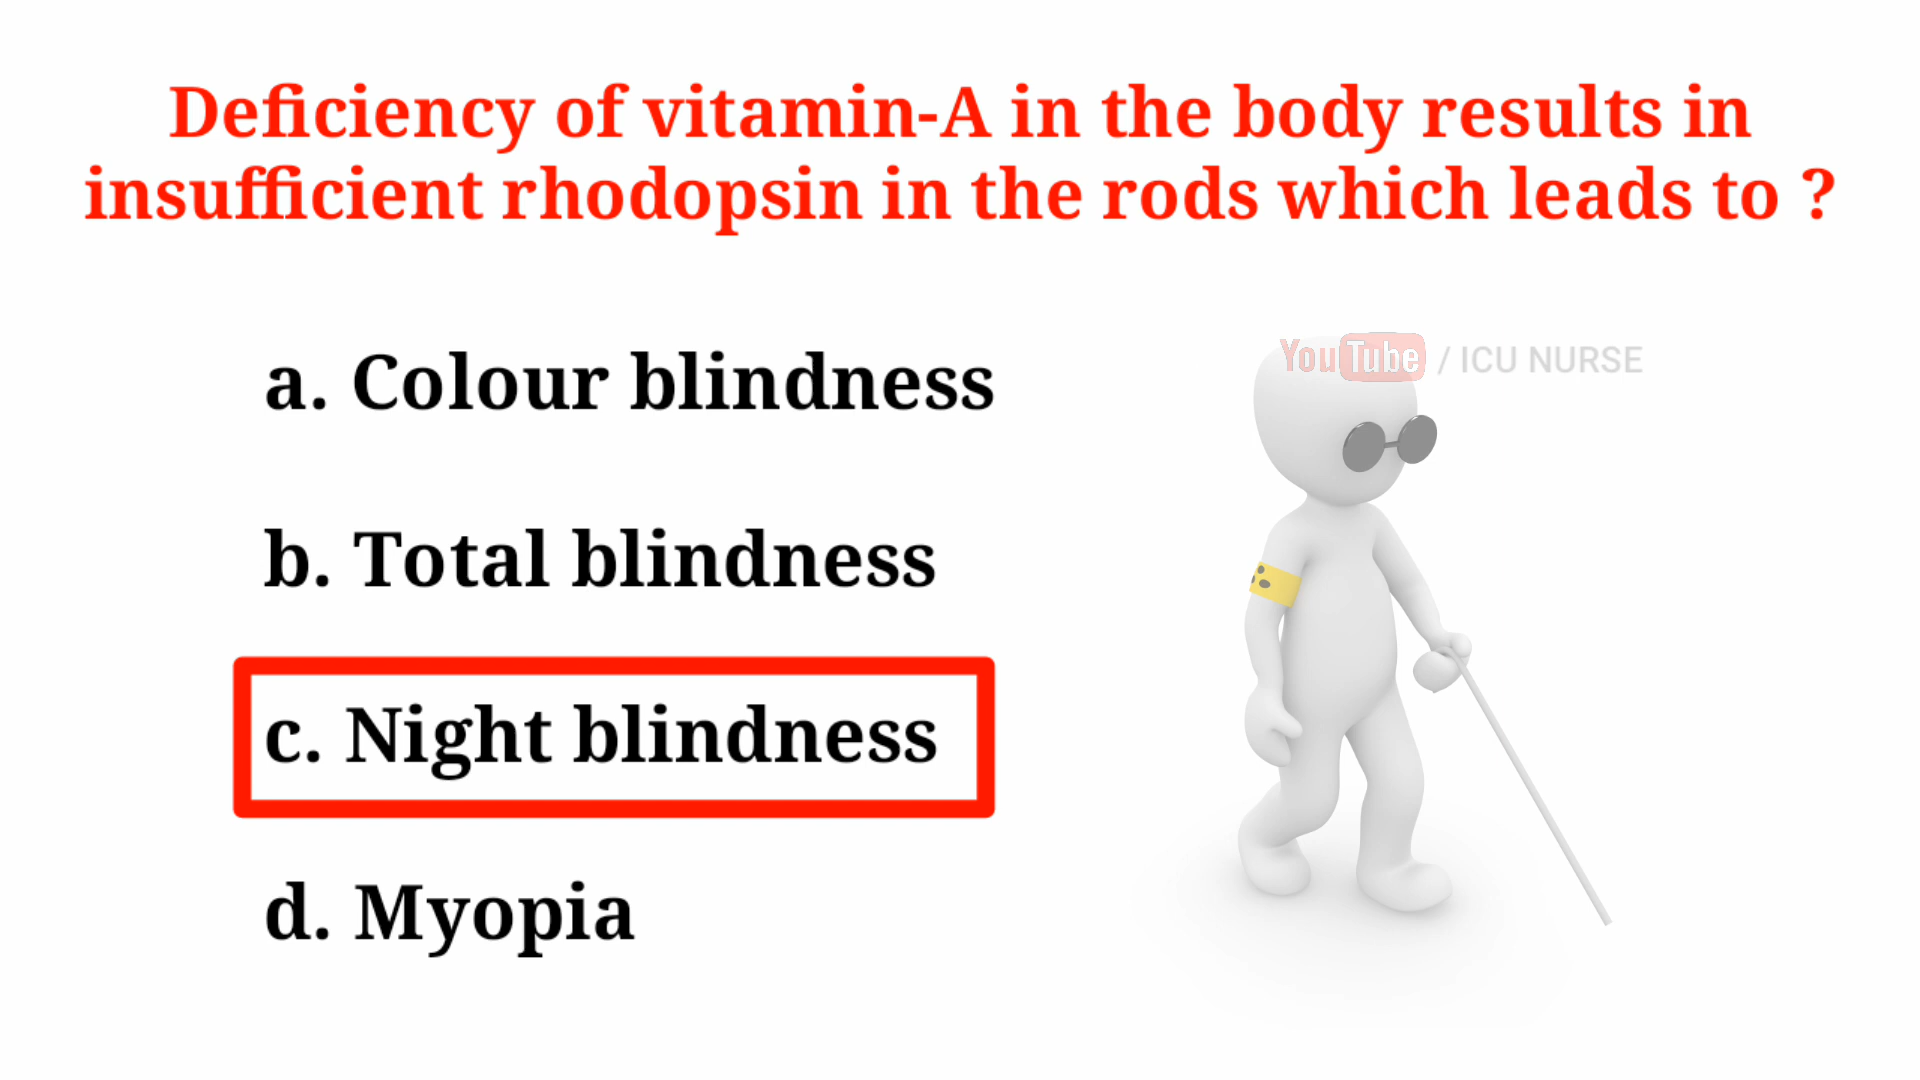 Deficiency of vitamin-A in the body results in
insufficient rhodopsin in the rods which leads to ?
a. Colour blindness
YouTube / ICU NURSE
b. Total blindness
c. Night blindness
d. Myopia